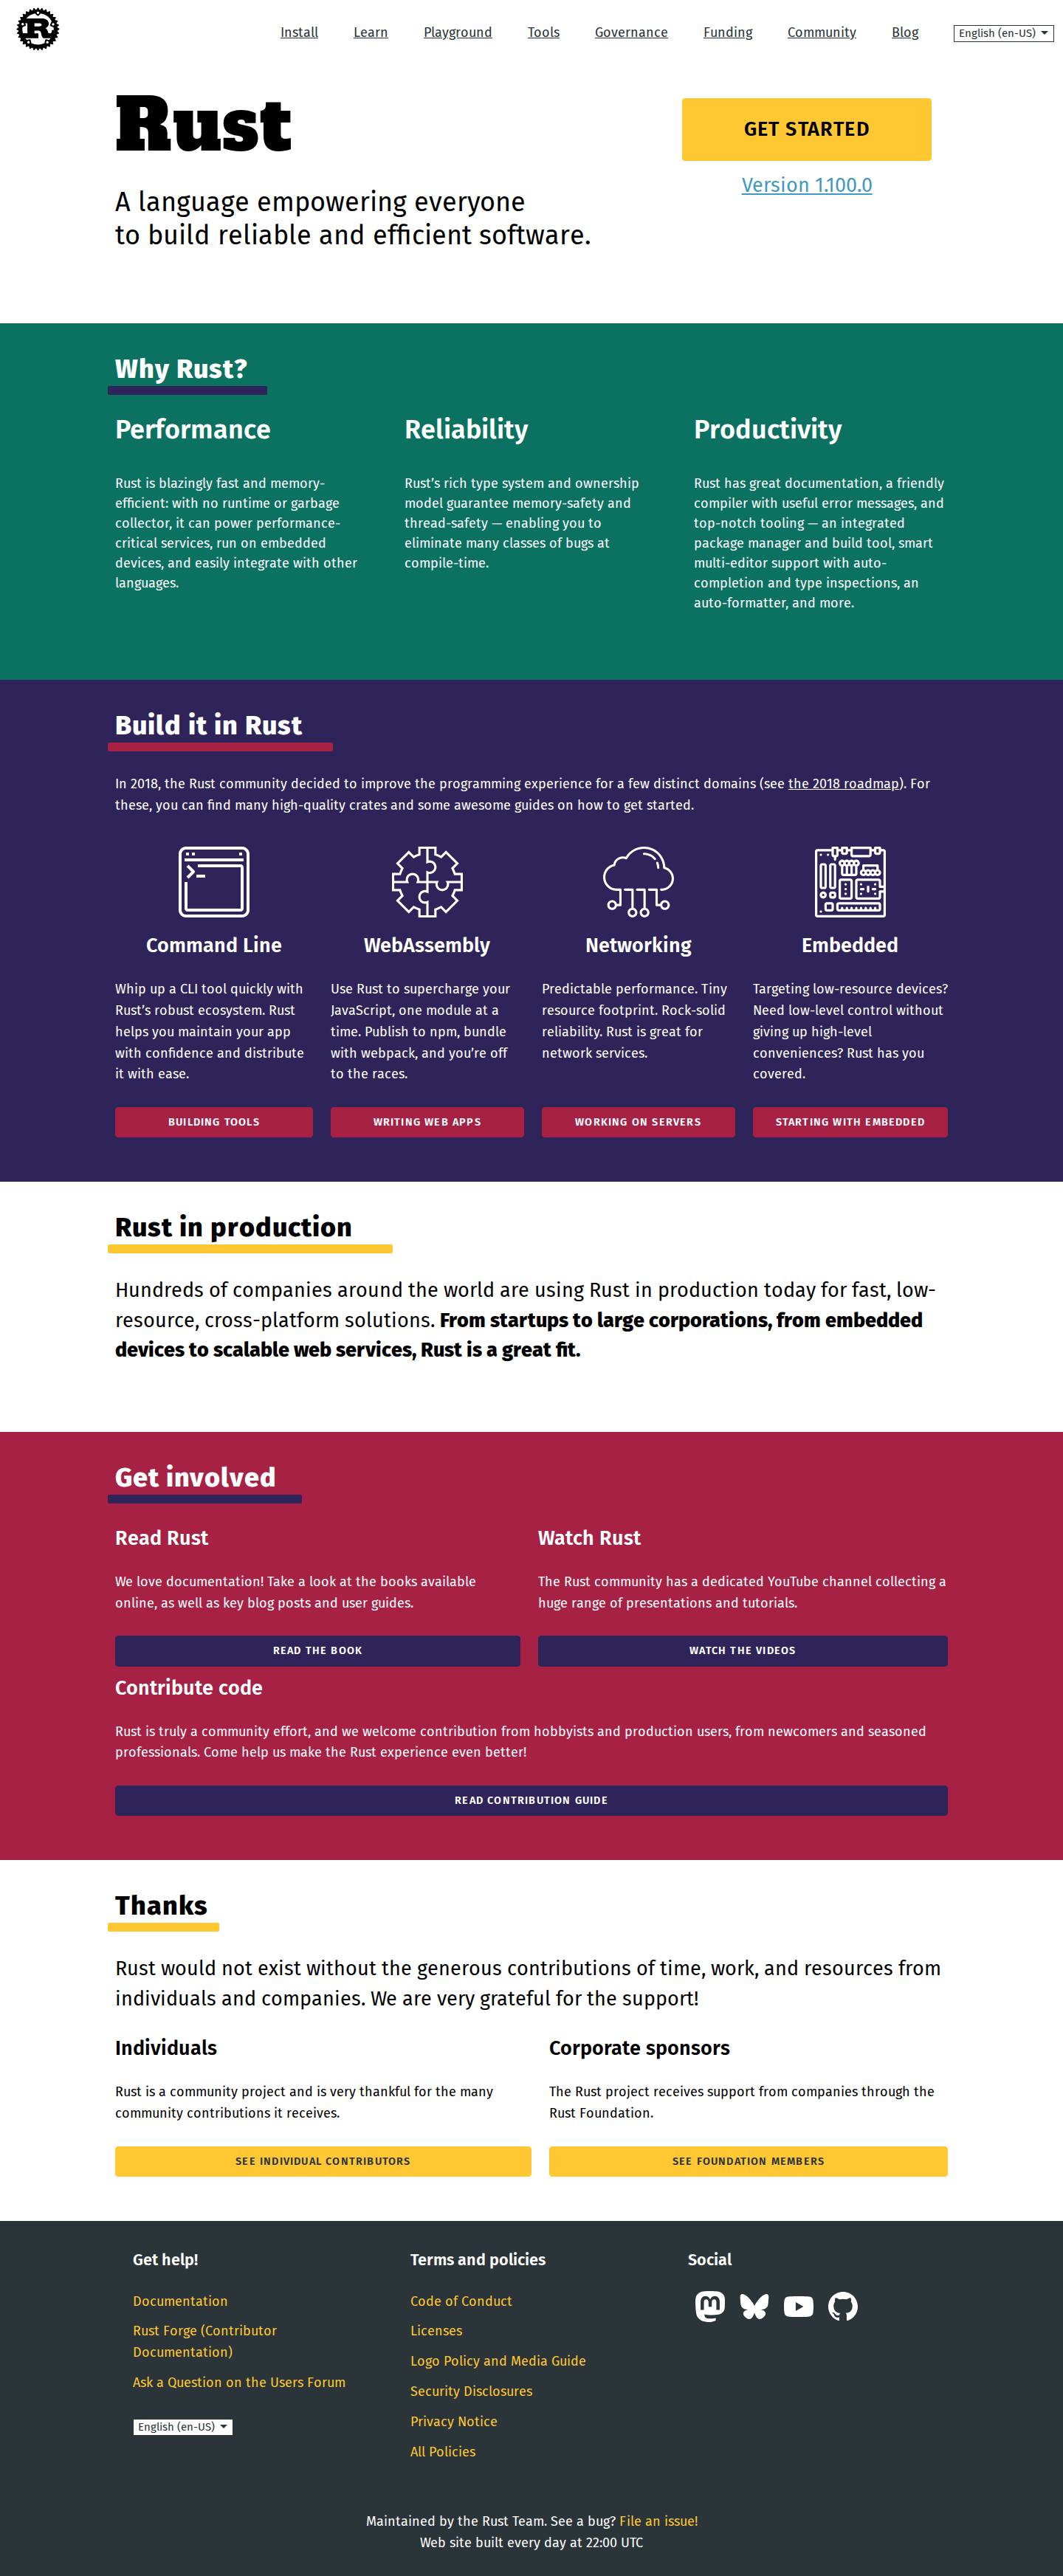 R
Install
Learn
Playground
Tools
Governance
Funding
Community
Blog
English (en-US)
Rust
GET STARTED
Version 1.100.0
A language empowering everyone
to build reliable and efficient software.
Why Rust?
Performance
Rust is blazingly fast and memory-
efficient: with no runtime or garbage
collector, it can power performance-
critical services, run on embedded
devices, and easily integrate with other
languages.
Reliability
Rust’s rich type system and ownership
model guarantee memory-safety and
thread-safety — enabling you to
eliminate many classes of bugs at
compile-time.
Productivity
Rust has great documentation, a friendly
compiler with useful error messages, and
top-notch tooling — an integrated
package manager and build tool, smart
multi-editor support with auto-
completion and type inspections, an
auto-formatter, and more.
Build it in Rust
In 2018, the Rust community decided to improve the programming experience for a few distinct domains (see the 2018 roadmap). For
these, you can find many high-quality crates and some awesome guides on how to get started.
Command Line
Whip up a CLI tool quickly with
Rust’s robust ecosystem. Rust
helps you maintain your app
with confidence and distribute
it with ease.
BUILDING TOOLS
WebAssembly
Use Rust to supercharge your
JavaScript, one module at a
time. Publish to npm, bundle
with webpack, and you’re off
to the races.
WRITING WEB APPS
Networking
Predictable performance. Tiny
resource footprint. Rock-solid
reliability. Rust is great for
network services.
WORKING ON SERVERS
Embedded
Targeting low-resource devices?
Need low-level control without
giving up high-level
conveniences? Rust has you
covered.
STARTING WITH EMBEDDED
Rust in production
Hundreds of companies around the world are using Rust in production today for fast, low-
resource, cross-platform solutions. From startups to large corporations, from embedded
devices to scalable web services, Rust is a great fit.
Get involved
Read Rust
We love documentation! Take a look at the books available
online, as well as key blog posts and user guides.
READ THE BOOK
Watch Rust
The Rust community has a dedicated YouTube channel collecting a
huge range of presentations and tutorials.
WATCH THE VIDEOS
Contribute code
Rust is truly a community effort, and we welcome contribution from hobbyists and production users, from newcomers and seasoned
professionals. Come help us make the Rust experience even better!
READ CONTRIBUTION GUIDE
Thanks
Rust would not exist without the generous contributions of time, work, and resources from
individuals and companies. We are very grateful for the support!
Individuals
Rust is a community project and is very thankful for the many
community contributions it receives.
SEE INDIVIDUAL CONTRIBUTORS
Corporate sponsors
The Rust project receives support from companies through the
Rust Foundation.
SEE FOUNDATION MEMBERS
Get help!
Documentation
Rust Forge (Contributor
Documentation)
Ask a Question on the Users Forum
English (en-US)
Terms and policies
Code of Conduct
Licenses
Logo Policy and Media Guide
Security Disclosures
Privacy Notice
All Policies
Social
Maintained by the Rust Team. See a bug? File an issue!
Web site built every day at 22:00 UTC